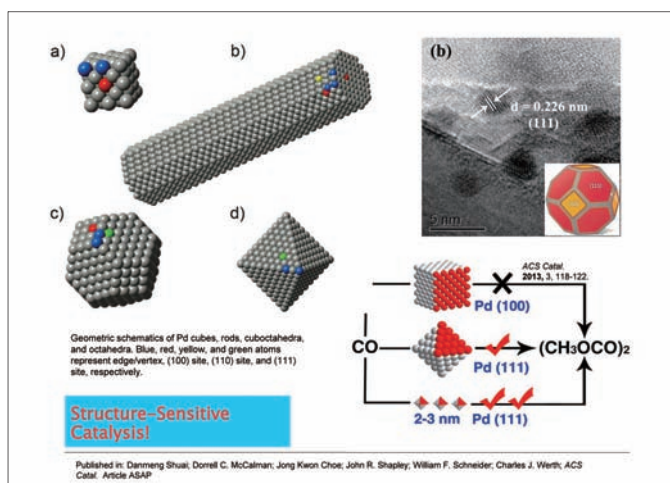 a)
b)
(b)
d = 0.226 nm
(111)
5 nm
c)
d)
ACS Catal.
2013, 3, 118-122.
Pd (100)
Geometric schematics of Pd cubes, rods, cuboctahedra,
and octahedra. Blue, red, yellow, and green atoms
represent edge/vertex, (100) site, (110) site, and (111)
site, respectively.
CO
(CH3OCO)2
Pd (111)
Structure-Sensitive
Catalysis!
2-3 nm
Pd (111)
Published in: Danmeng Shuai; Dorrell C. McCalman; Jong Kwon Choe; John R. Shapley; William F. Schneider; Charles J. Werth; ACS
Catal. Article ASAP